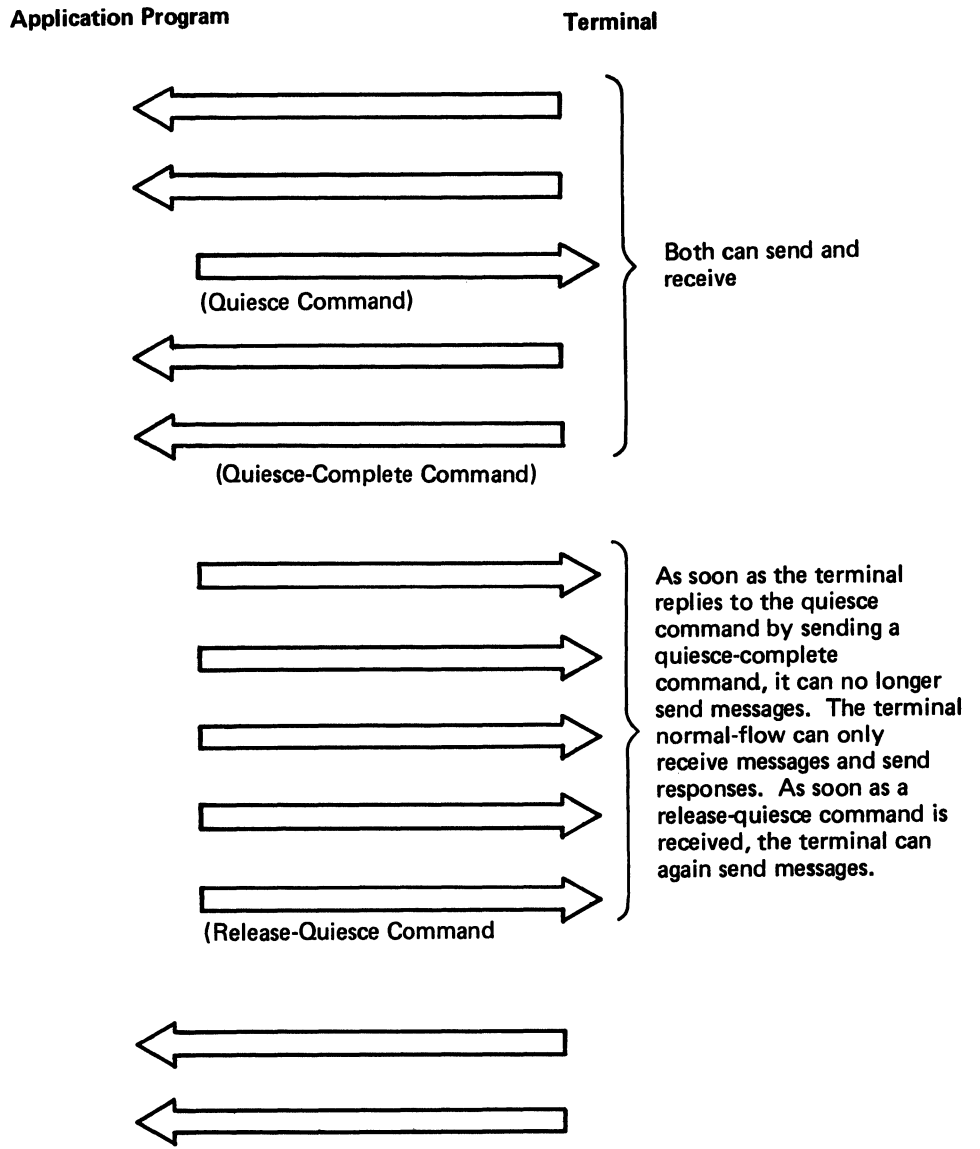 Application Program
Terminal
Both can send and
receive
(Quiesce Command)
(Quiesce-Complete Command)
As soon as the terminal
replies to the quiesce
command by sending a
quiesce-complete
command, it can no longer
send messages. The terminal
normal-flow can only
receive messages and send
responses. As soon as a
release-quiesce command is
received, the terminal can
again send messages.
(Release-Quiesce Command